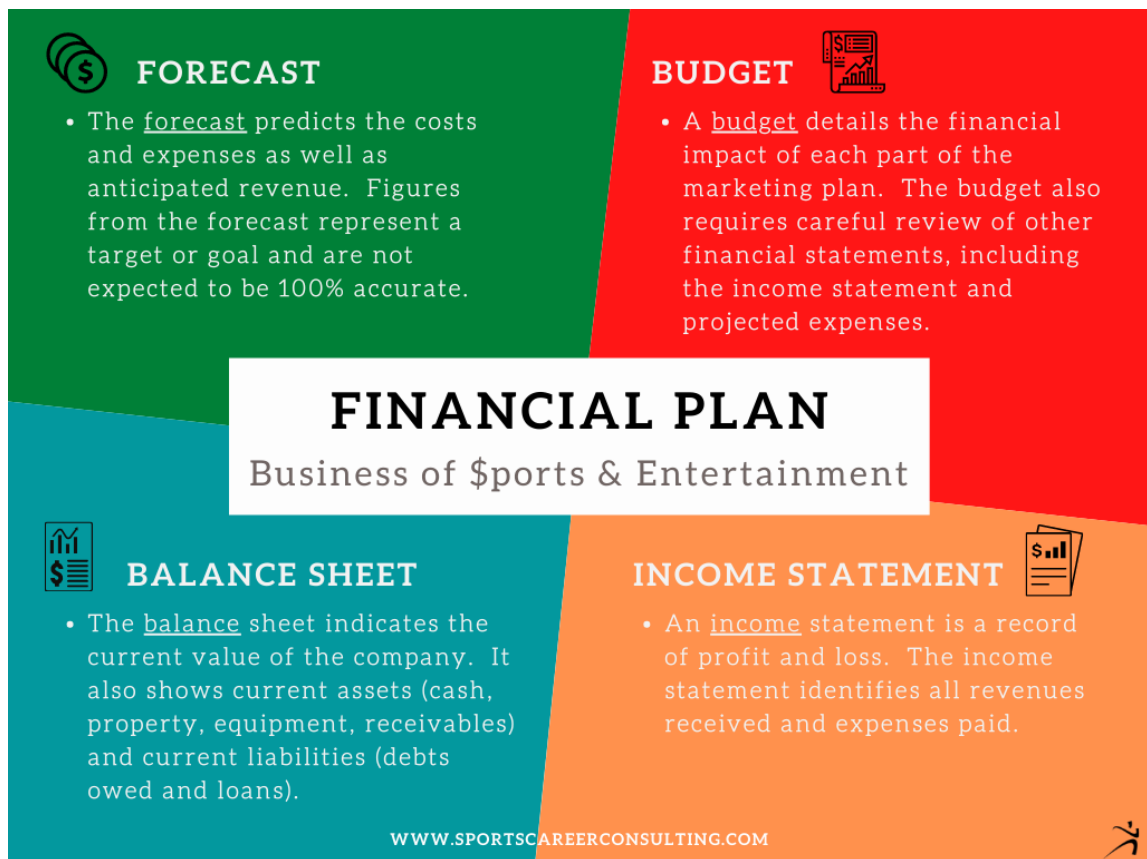 FORECAST
• The forecast predicts the costs
and expenses as well as
anticipated revenue.  Figures
from the forecast represent a
target or goal and are not
expected to be 100% accurate.
BUDGET
• A budget details the financial
impact of each part of the
marketing plan.  The budget also
requires careful review of other
financial statements, including
the income statement and
projected expenses.
FINANCIAL PLAN
Business of $ports & Entertainment
BALANCE SHEET
• The balance sheet indicates the
current value of the company.  It
also shows current assets (cash,
property, equipment, receivables)
and current liabilities (debts
owed and loans).
INCOME STATEMENT
• An income statement is a record
of profit and loss.  The income
statement identifies all revenues
received and expenses paid.
WWW.SPORTSCAREERCONSULTING.COM